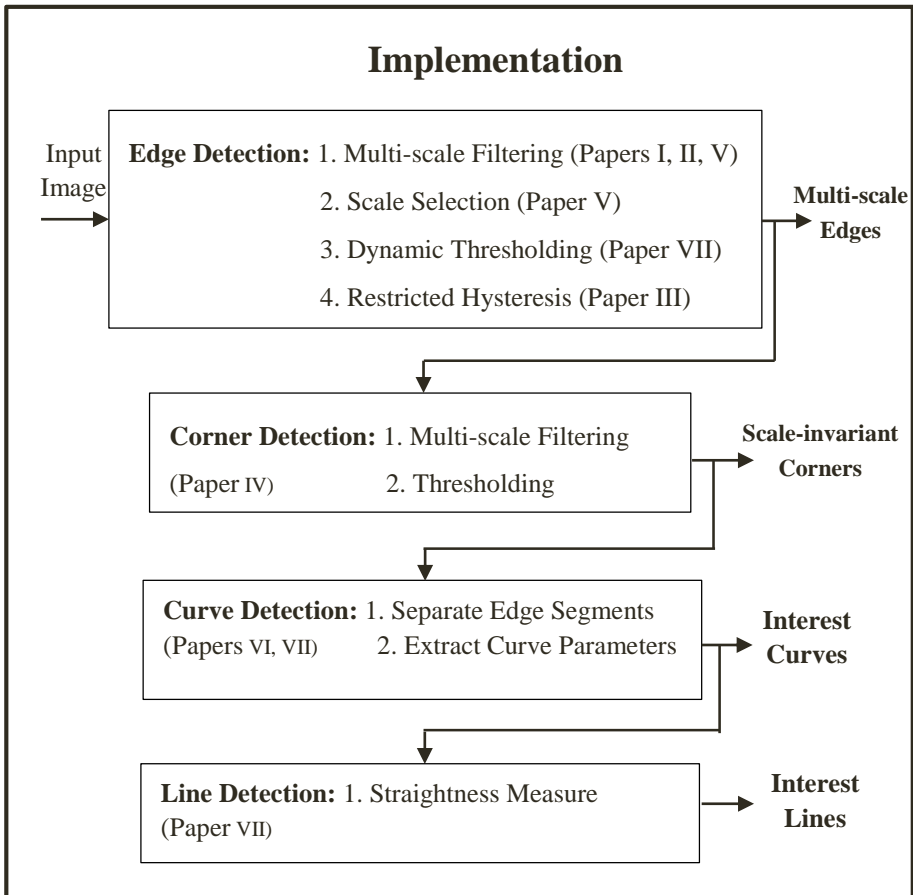 Implementation
Input
Image
Edge Detection: 1. Multi-scale Filtering (Papers I, II, V)
2. Scale Selection (Paper V)
3. Dynamic Thresholding (Paper VII)
4. Restricted Hysteresis (Paper III)
Multi-scale
Edges
Corner Detection: 1. Multi-scale Filtering
(Paper IV) 2. Thresholding
Scale-invariant
Corners
Curve Detection: 1. Separate Edge Segments
(Papers VI, VII) 2. Extract Curve Parameters
Interest
Curves
Line Detection: 1. Straightness Measure
(Paper VII)
Interest
Lines